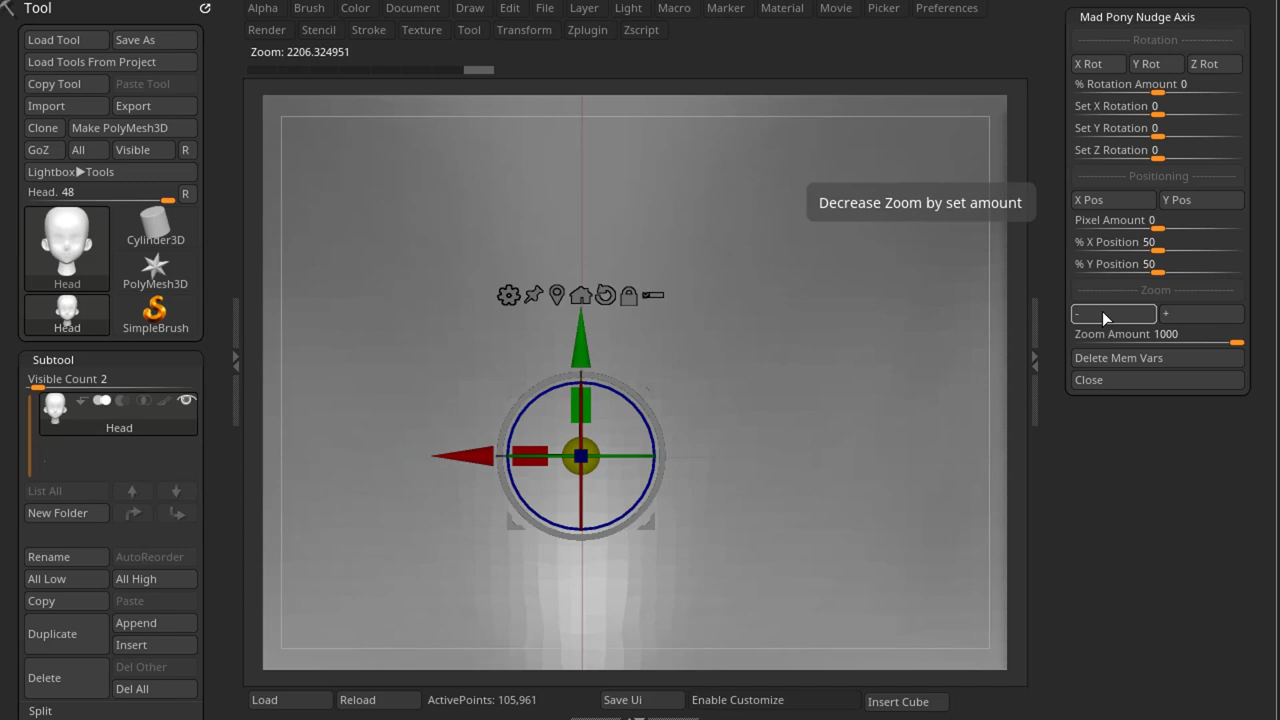 Tool
Load Tool
Save As
Load Tools From Project
Copy Tool
Paste Tool
Import
Export
Clone
Make PolyMesh3D
GoZ
All
Visible
R
Lightbox▶Tools
Head. 48
R
Head
Cylinder3D
PolyMesh3D
Head
SimpleBrush
Subtool
Visible Count 2
Head
List All
New Folder
Rename
AutoReorder
All Low
All High
Copy
Paste
Duplicate
Append
Insert
Delete
Del Other
Del All
Split
Alpha Brush Color Document Draw Edit File Layer Light Macro Marker Material Movie Picker Preferences
Render Stencil Stroke Texture Tool Transform Zplugin Zscript
Zoom: 2206.324951
Decrease Zoom by set amount
Load
Reload
ActivePoints: 105,961
Save Ui
Enable Customize
Insert Cube
Mad Pony Nudge Axis
Rotation
X Rot
Y Rot
Z Rot
% Rotation Amount 0
Set X Rotation 0
Set Y Rotation 0
Set Z Rotation 0
Positioning
X Pos
Y Pos
Pixel Amount 0
% X Position 50
% Y Position 50
Zoom
-
+
Zoom Amount 1000
Delete Mem Vars
Close